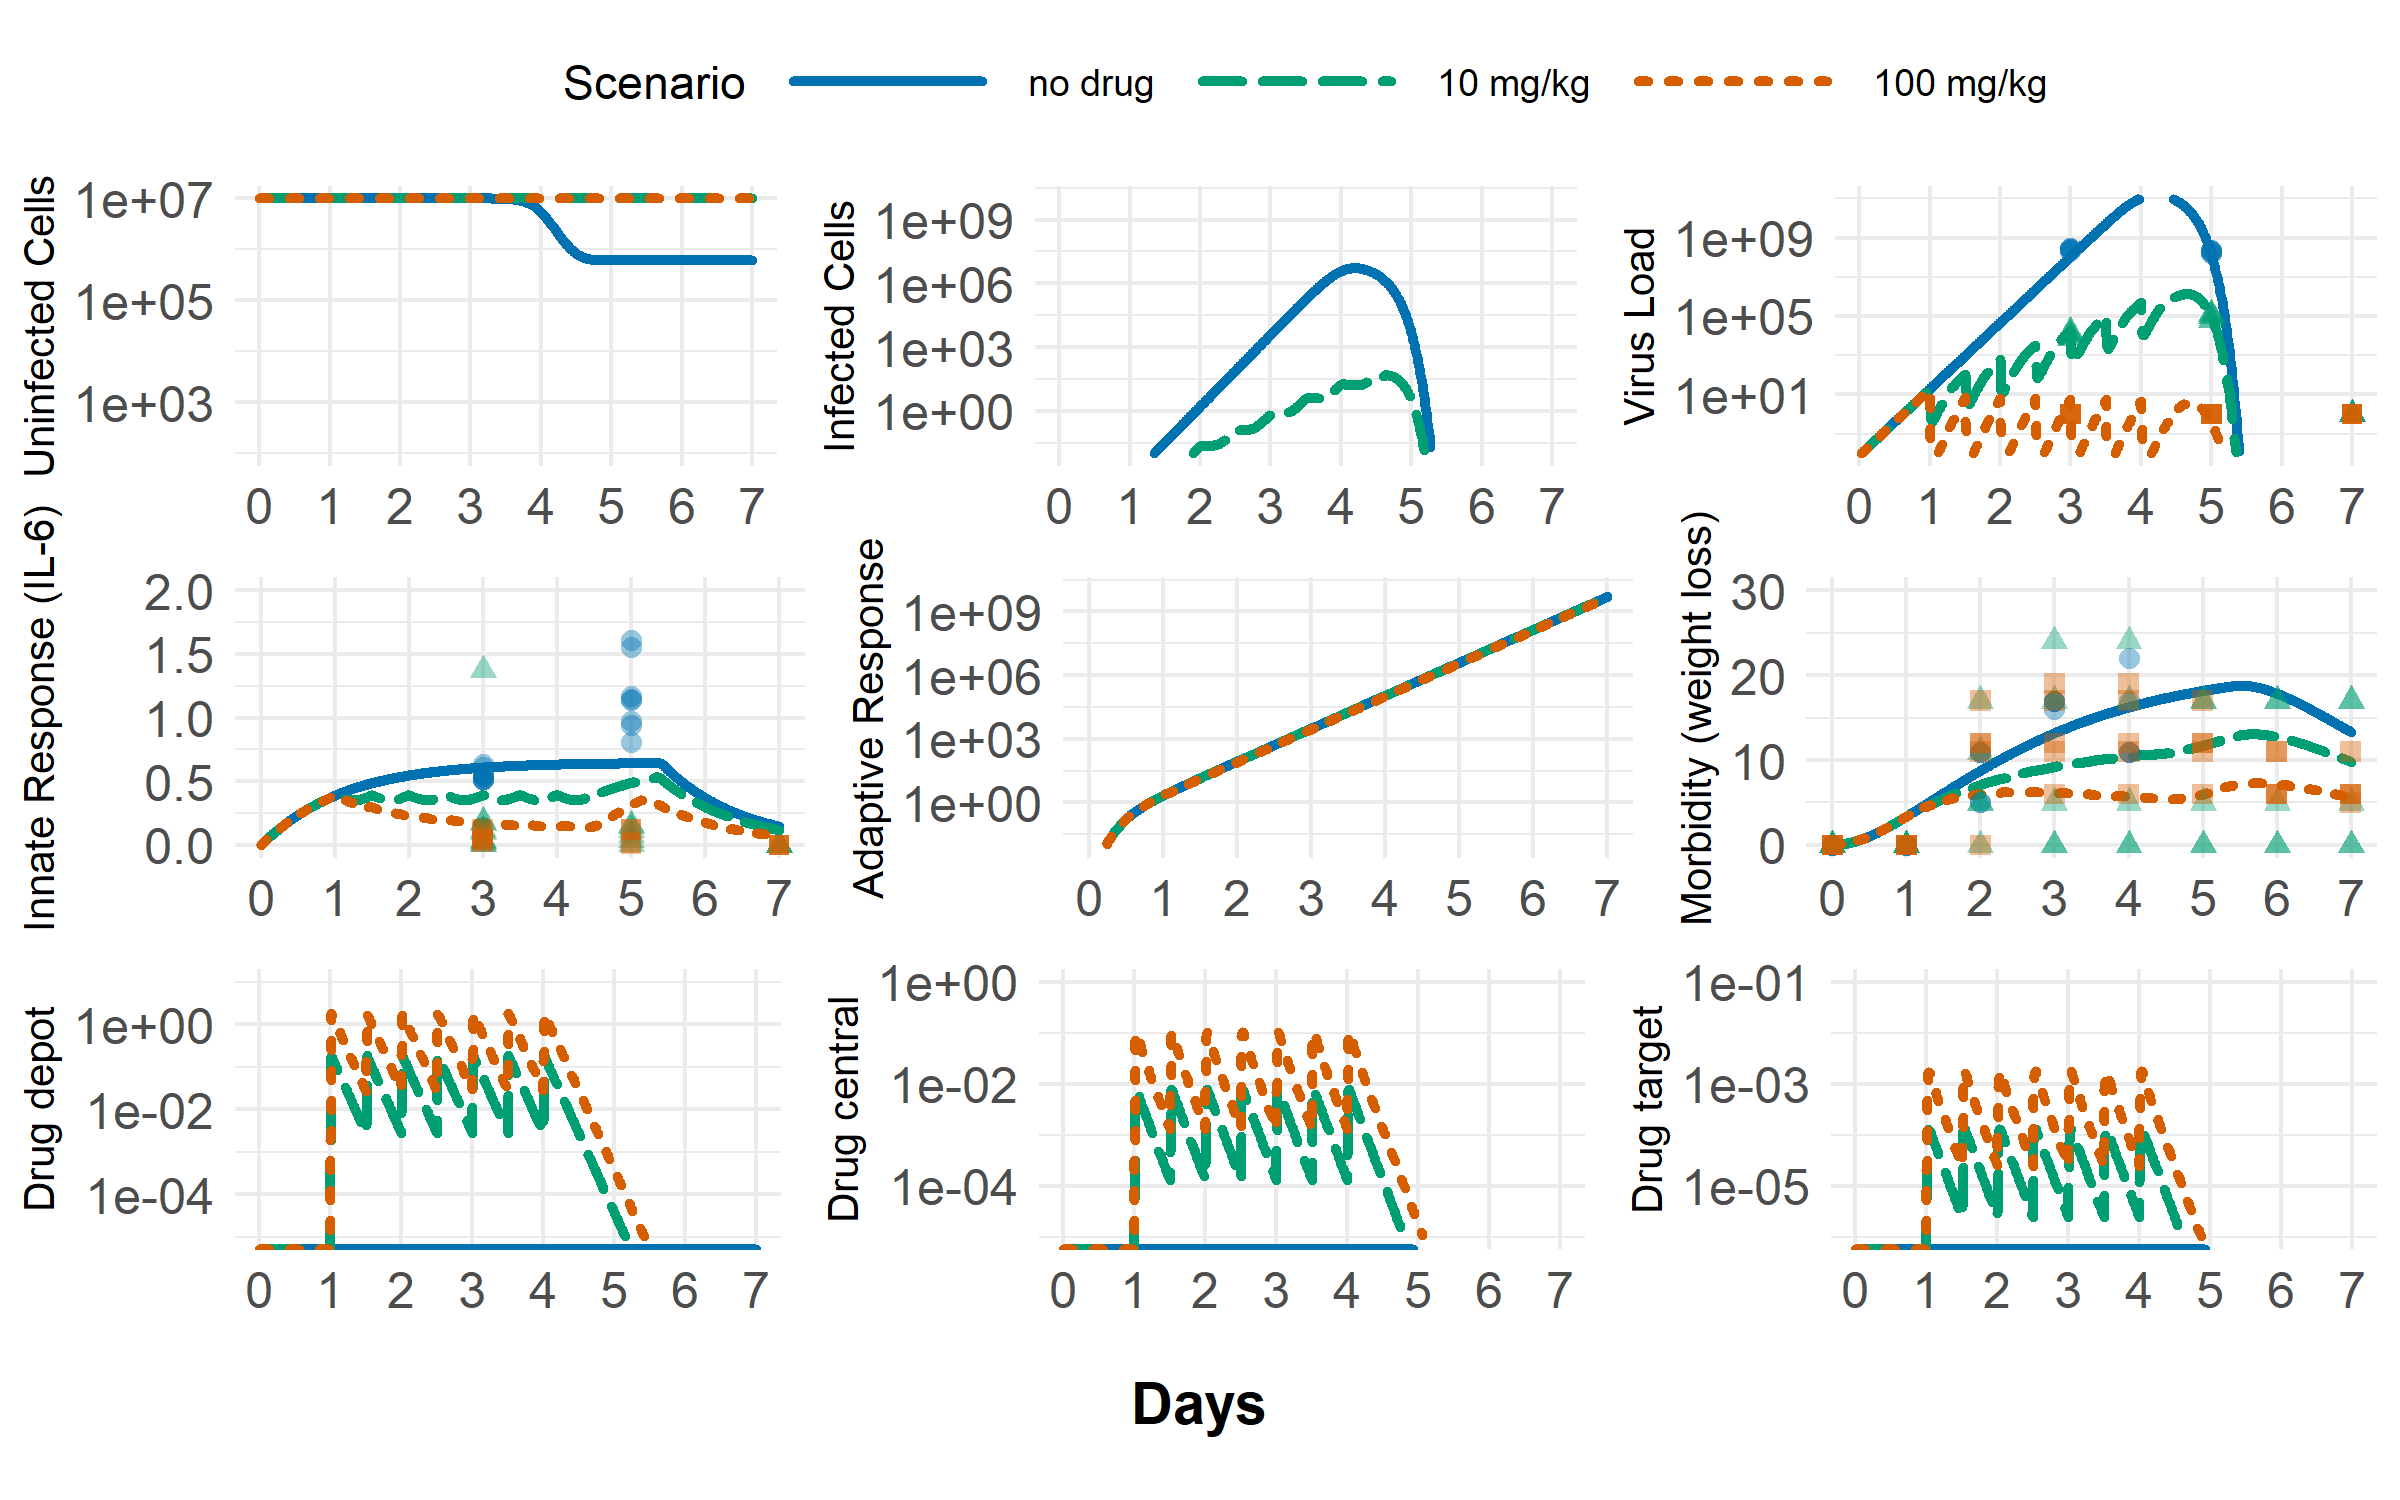 Scenario no drug 10 mg/kg 100 mg/kg
Uninfected Cells
1e+07
1e+05
1e+03
0 1 2 3 4 5 6 7
Infected Cells
1e+09
1e+06
1e+03
1e+00
0 1 2 3 4 5 6 7
Virus Load
1e+09
1e+05
1e+01
0 1 2 3 4 5 6 7
Innate Response (IL-6)
2.0
1.5
1.0
0.5
0.0
0 1 2 3 4 5 6 7
Adaptive Response
1e+09
1e+06
1e+03
1e+00
0 1 2 3 4 5 6 7
Morbidity (weight loss)
30
20
10
0
0 1 2 3 4 5 6 7
Drug depot
1e+00
1e-02
1e-04
0 1 2 3 4 5 6 7
Drug central
1e+00
1e-02
1e-04
0 1 2 3 4 5 6 7
Drug target
1e-01
1e-03
1e-05
0 1 2 3 4 5 6 7
Days